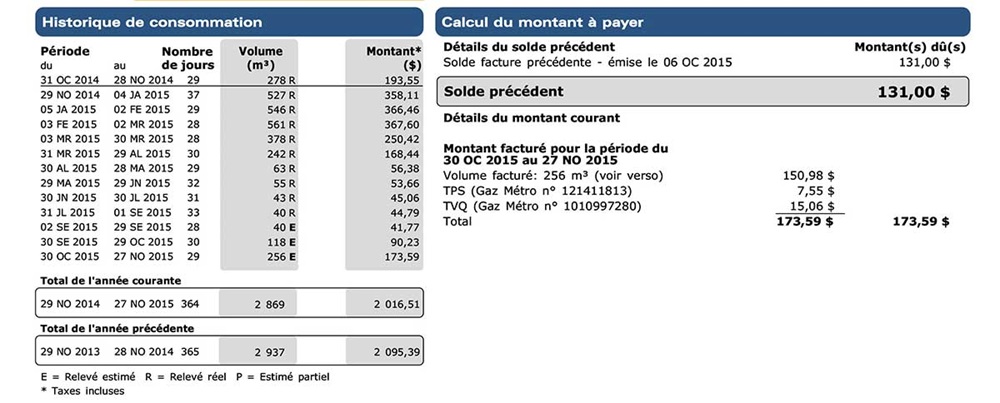 Historique de consommation
Période Nombre Volume Montant*
du au de jours (m³) ($)
31 OC 2014 28 NO 2014 29 278 R 193,55
29 NO 2014 04 JA 2015 37 527 R 358,11
05 JA 2015 02 FE 2015 29 546 R 366,46
03 FE 2015 02 MR 2015 28 561 R 367,60
03 MR 2015 30 MR 2015 28 378 R 250,42
31 MR 2015 29 AL 2015 30 242 R 168,44
30 AL 2015 28 MA 2015 29 63 R 56,38
29 MA 2015 29 JN 2015 32 55 R 53,66
30 JN 2015 30 JL 2015 31 43 R 45,06
31 JL 2015 01 SE 2015 33 40 R 44,79
02 SE 2015 29 SE 2015 28 40 E 41,77
30 SE 2015 29 OC 2015 30 118 E 90,23
30 OC 2015 27 NO 2015 29 256 E 173,59
Total de l'année courante
29 NO 2014 27 NO 2015 364 2 869 2 016,51
Total de l'année précédente
29 NO 2013 28 NO 2014 365 2 937 2 095,39
E = Relevé estimé R = Relevé réel P = Estimé partiel
* Taxes incluses
Calcul du montant à payer
Détails du solde précédent Montant(s) dû(s)
Solde facture précédente - émise le 06 OC 2015 131,00 $
Solde précédent 131,00 $
Détails du montant courant
Montant facturé pour la période du
30 OC 2015 au 27 NO 2015
Volume facturé: 256 m³ (voir verso) 150,98 $
TPS (Gaz Métro n° 121411813) 7,55 $
TVQ (Gaz Métro n° 1010997280) 15,06 $
Total 173,59 $ 173,59 $